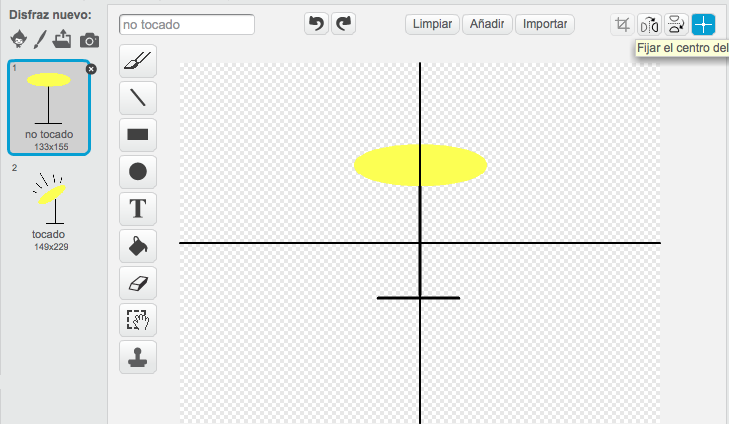 Disfraz nuevo:
no tocado
Limpiar
Añadir
Importar
Fijar el centro del
1
no tocado
133x155
2
tocado
149x229
T